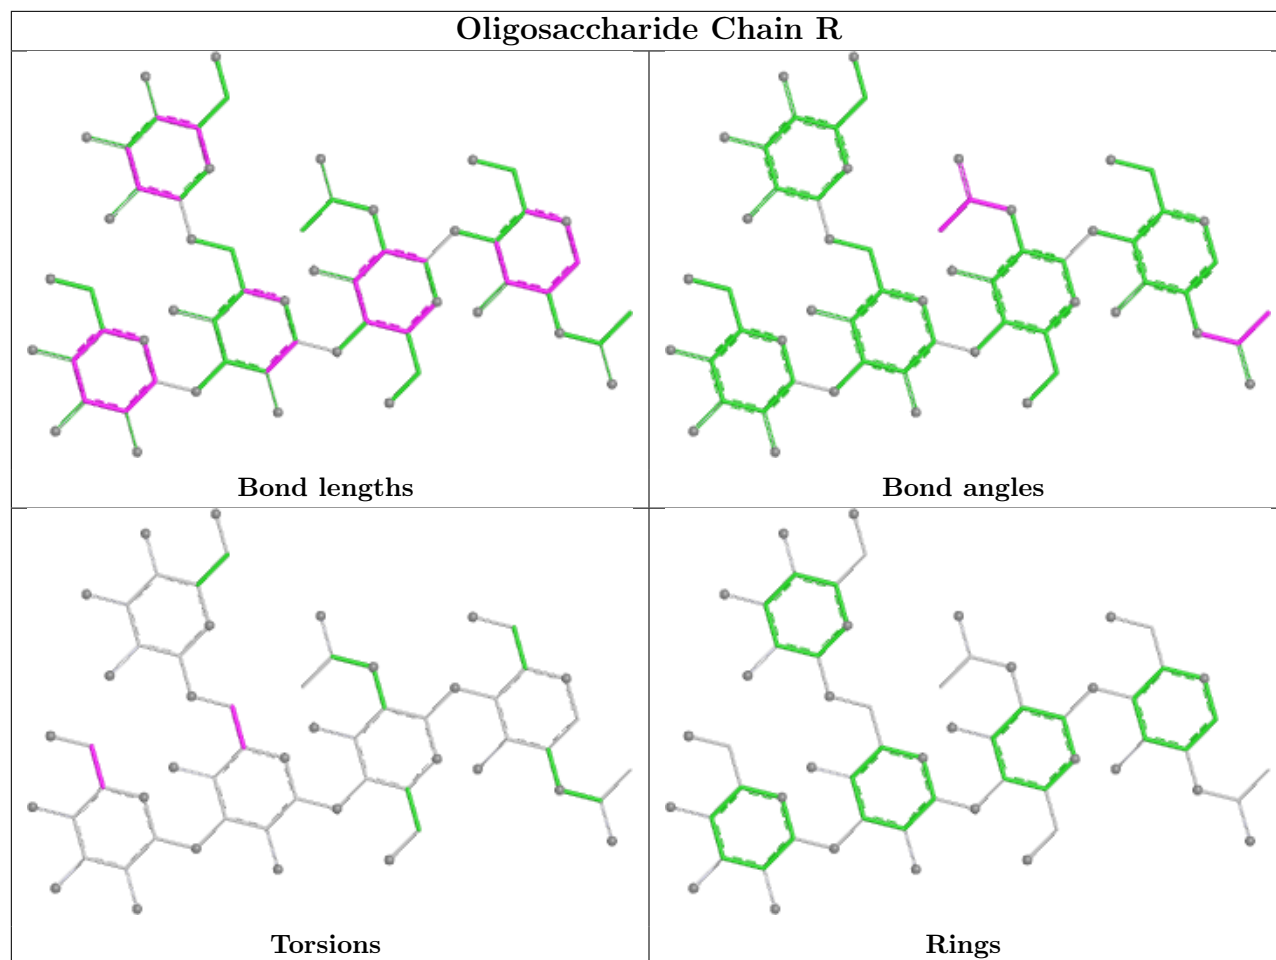 Oligosaccharide Chain R
Bond lengths
Bond angles
Torsions
Rings